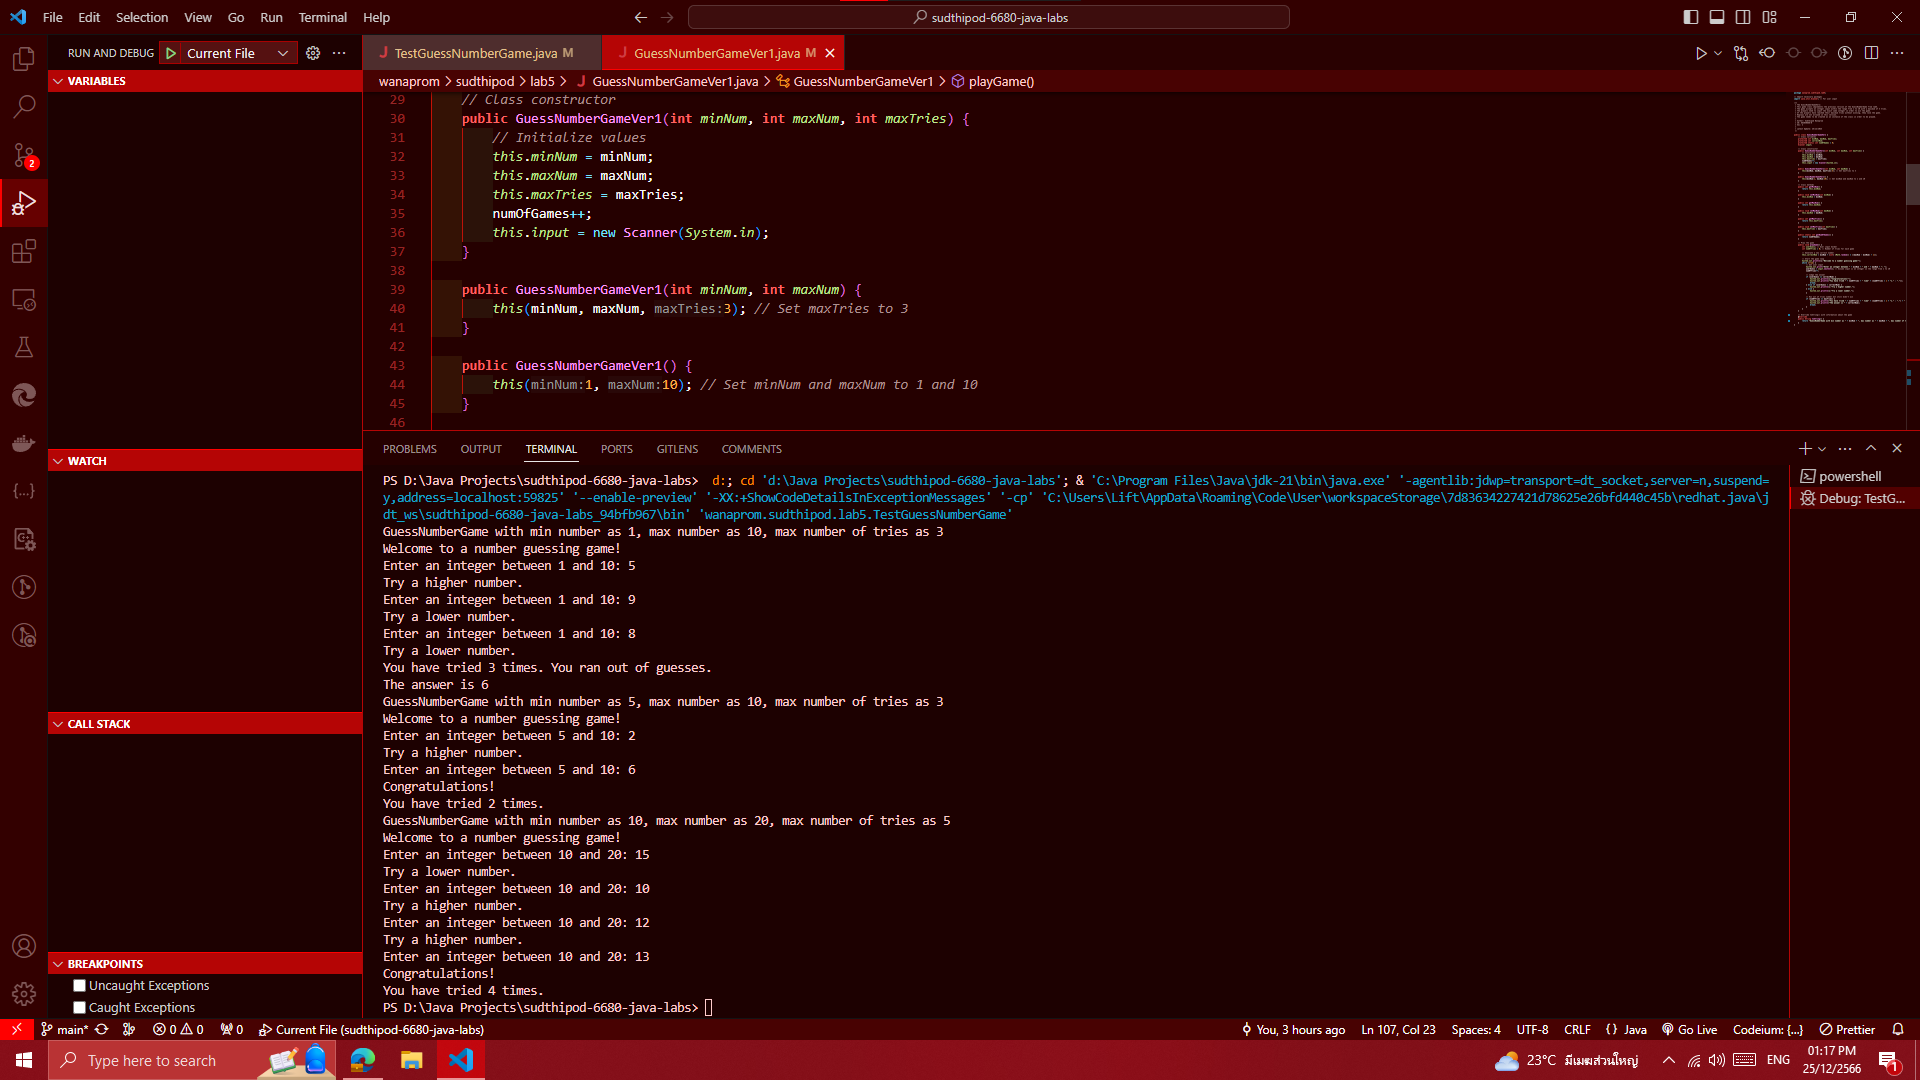 File Edit Selection View Go Run Terminal Help
sudthipod-6680-java-labs
RUN AND DEBUG Current File
TestGuessNumberGame.java M
GuessNumberGameVer1.java M
wanaprom > sudthipod > lab5 > J GuessNumberGameVer1.java > GuessNumberGameVer1 > playGame()
VARIABLES
WATCH
CALL STACK
BREAKPOINTS
Uncaught Exceptions
Caught Exceptions
29 // Class constructor
30 public GuessNumberGameVer1(int minNum, int maxNum, int maxTries) {
31 // Initialize values
32 this.minNum = minNum;
33 this.maxNum = maxNum;
34 this.maxTries = maxTries;
35 numOfGames++;
36 this.input = new Scanner(System.in);
37 }
38
39 public GuessNumberGameVer1(int minNum, int maxNum) {
40 this(minNum, maxNum, maxTries:3); // Set maxTries to 3
41 }
42
43 public GuessNumberGameVer1() {
44 this(minNum:1, maxNum:10); // Set minNum and maxNum to 1 and 10
45 }
46
PROBLEMS OUTPUT TERMINAL PORTS GITLENS COMMENTS
powershell
Debug: TestG...
PS D:\Java Projects\sudthipod-6680-java-labs> d:; cd 'd:\Java Projects\sudthipod-6680-java-labs'; & 'C:\Program Files\Java\jdk-21\bin\java.exe' '-agentlib:jdwp=transport=dt_socket,server=n,suspend=
y,address=localhost:59825' '--enable-preview' '-XX:+ShowCodeDetailsInExceptionMessages' '-cp' 'C:\Users\Lift\AppData\Roaming\Code\User\workspaceStorage\7d83634227421d78625e26bfd440c45b\redhat.java\j
dt_ws\sudthipod-6680-java-labs_94bfb967\bin' 'wanaprom.sudthipod.lab5.TestGuessNumberGame'
GuessNumberGame with min number as 1, max number as 10, max number of tries as 3
Welcome to a number guessing game!
Enter an integer between 1 and 10: 5
Try a higher number.
Enter an integer between 1 and 10: 9
Try a lower number.
Enter an integer between 1 and 10: 8
Try a lower number.
You have tried 3 times. You ran out of guesses.
The answer is 6
GuessNumberGame with min number as 5, max number as 10, max number of tries as 3
Welcome to a number guessing game!
Enter an integer between 5 and 10: 2
Try a higher number.
Enter an integer between 5 and 10: 6
Congratulations!
You have tried 2 times.
GuessNumberGame with min number as 10, max number as 20, max number of tries as 5
Welcome to a number guessing game!
Enter an integer between 10 and 20: 15
Try a lower number.
Enter an integer between 10 and 20: 10
Try a higher number.
Enter an integer between 10 and 20: 12
Try a higher number.
Enter an integer between 10 and 20: 13
Congratulations!
You have tried 4 times.
PS D:\Java Projects\sudthipod-6680-java-labs>
main* 0 0 0 Current File (sudthipod-6680-java-labs) You, 3 hours ago Ln 107, Col 23 Spaces: 4 UTF-8 CRLF {} Java Go Live Codeium: {...} Prettier
Type here to search 23°C มีเมฆส่วนใหญ่ ENG 01:17 PM
25/12/2566
2
1